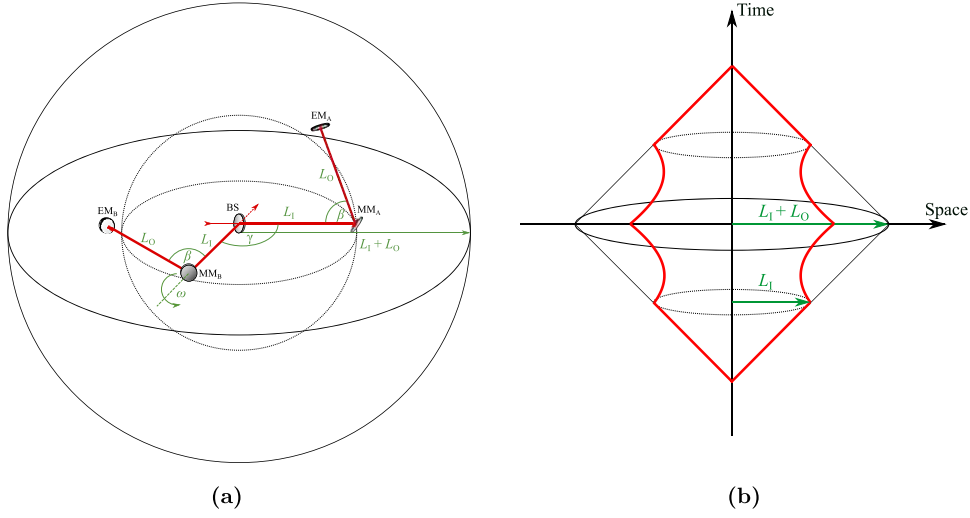 EM_A
L_O
EM_B
BS
L_I
MM_A
β
L_O
L_I
γ
L_I + L_O
β
MM_B
ω
(a)
Time
L_I + L_O
Space
L_I
(b)